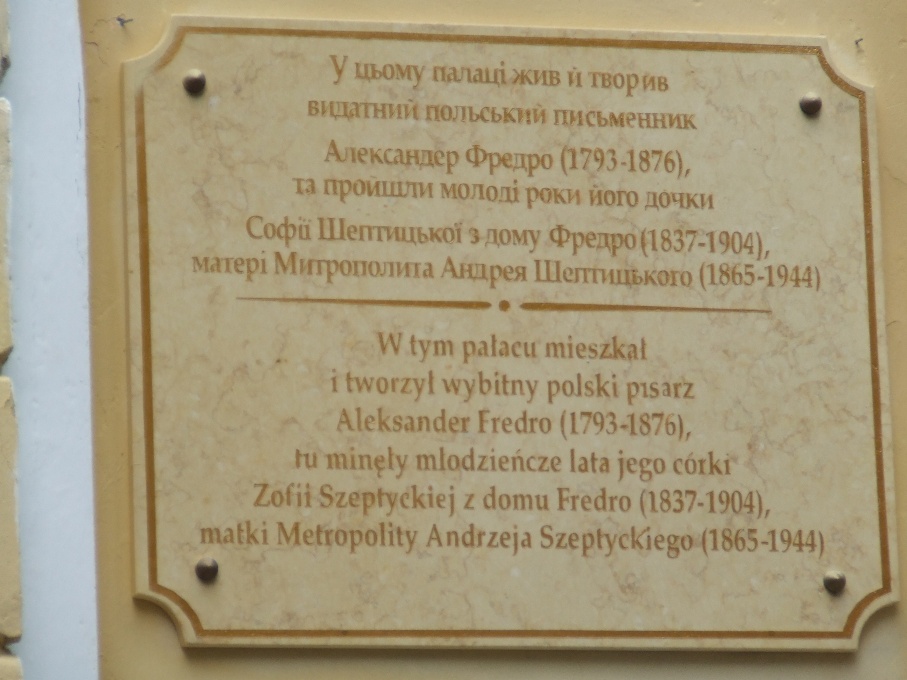 У цьому палаці жив й творив
видатний польський письменник
Александер Фредро (1793-1876),
та пройшли молоді роки його дочки
Софії Шептицької з дому Фредро (1837-1904),
матері Митрополита Андрея Шептицького (1865-1944)
W tym pałacu mieszkał
i tworzył wybitny polski pisarz
Aleksander Fredro (1793-1876),
tu minęły młodzieńcze lata jego córki
Zofii Szeptyckiej z domu Fredro (1837-1904),
matki Metropolity Andrzeja Szeptyckiego (1865-1944)